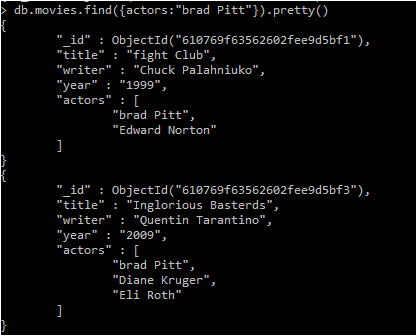 > db.movies.find({actors:"brad Pitt"}).pretty()
{
"_id" : ObjectId("610769f63562602fee9d5bf1"),
"title" : "fight Club",
"writer" : "Chuck Palahniuko",
"year" : "1999",
"actors" : [
"brad Pitt",
"Edward Norton"
]
}
{
"_id" : ObjectId("610769f63562602fee9d5bf3"),
"title" : "Inglorious Basterds",
"writer" : "Quentin Tarantino",
"year" : "2009",
"actors" : [
"brad Pitt",
"Diane Kruger",
"Eli Roth"
]
}